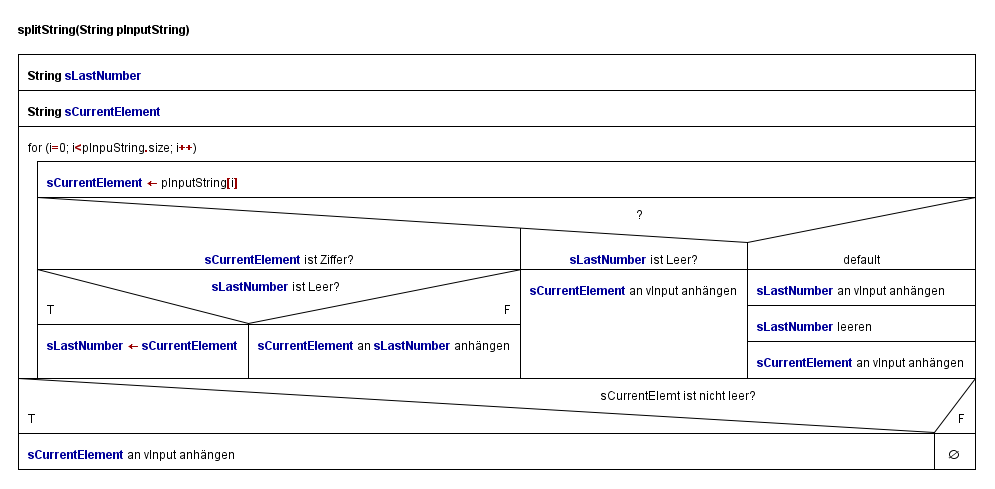 splitString(String pInputString)
String sLastNumber
String sCurrentElement
for (i=0; i<pInpuString.size; i++)
sCurrentElement ← pInputString[i]
?
sCurrentElement ist Ziffer?
sLastNumber ist Leer?
default
sLastNumber ist Leer?
T
F
sLastNumber ← sCurrentElement
sCurrentElement an sLastNumber anhängen
sCurrentElement an vInput anhängen
sLastNumber an vInput anhängen
sLastNumber leeren
sCurrentElement an vInput anhängen
sCurrentElemt ist nicht leer?
T
F
sCurrentElement an vInput anhängen
∅